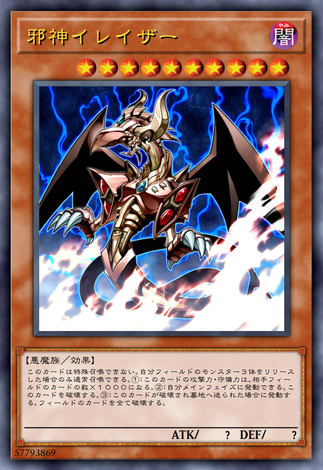 邪神イレイザー
闇
やみ
【悪魔族/効果】
このカードは特殊召喚できない。自分フィールドのモンスター3体をリリース
した場合のみ通常召喚できる。①:このカードの攻撃力・守備力は、相手フィー
ルドのカードの数×1000になる。②:自分メインフェイズに発動できる。こ
のカードを破壊する。③:このカードが破壊され墓地へ送られた場合に発動す
る。フィールドのカードを全て破壊する。
ATK/ ? DEF/ ?
57793869